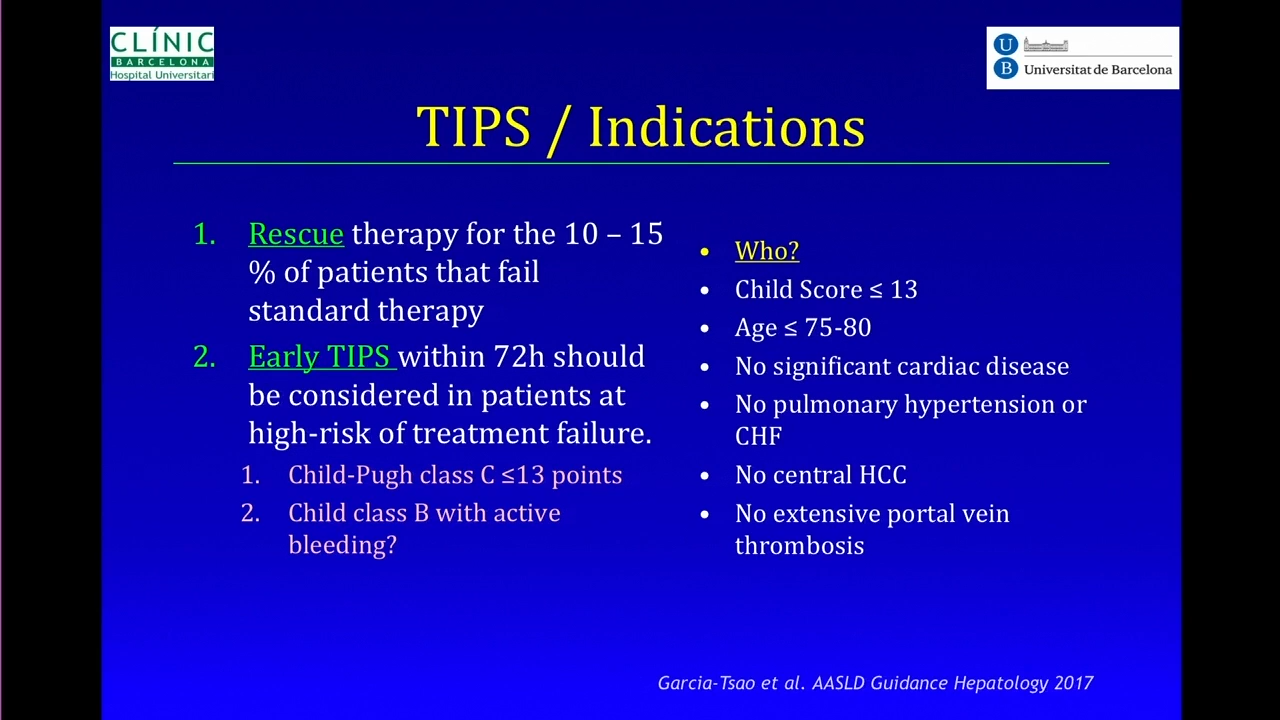 CLÍNIC
BARCELONA
Hospital Universitari
UB
Universitat de Barcelona
TIPS / Indications
1. Rescue therapy for the 10 – 15
% of patients that fail
standard therapy
2. Early TIPS within 72h should
be considered in patients at
high-risk of treatment failure.
1. Child-Pugh class C ≤13 points
2. Child class B with active
bleeding?
• Who?
• Child Score ≤ 13
• Age ≤ 75-80
• No significant cardiac disease
• No pulmonary hypertension or
CHF
• No central HCC
• No extensive portal vein
thrombosis
Garcia-Tsao et al. AASLD Guidance Hepatology 2017